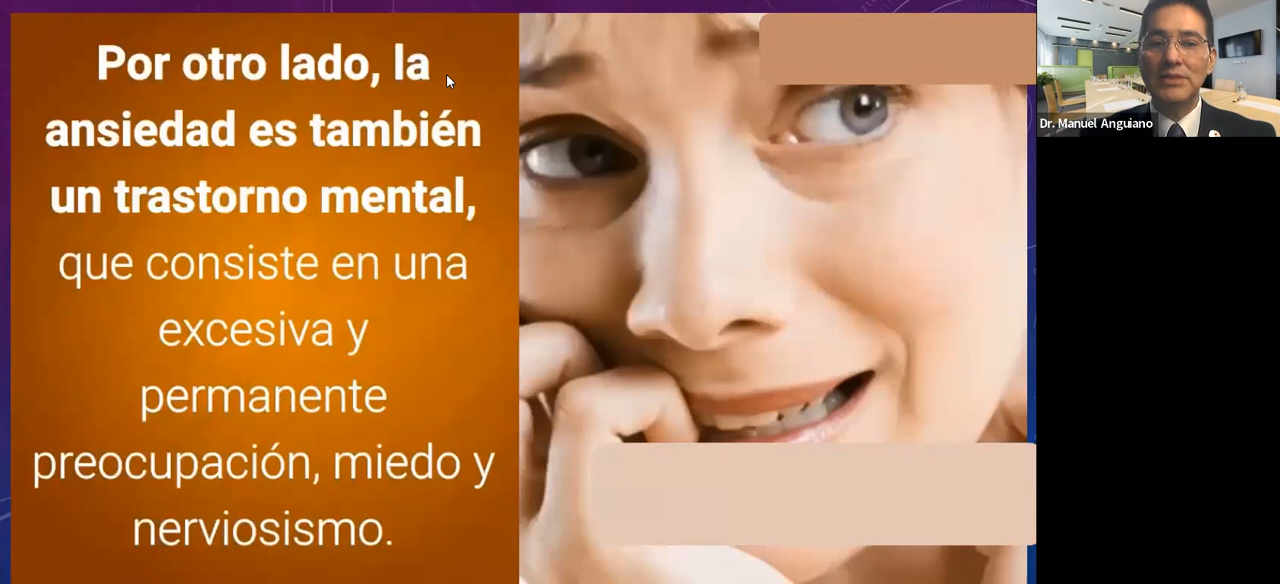 Por otro lado, la
ansiedad es también
un trastorno mental,
que consiste en una
excesiva y
permanente
preocupación, miedo y
nerviosismo.
Dr. Manuel Anguiano